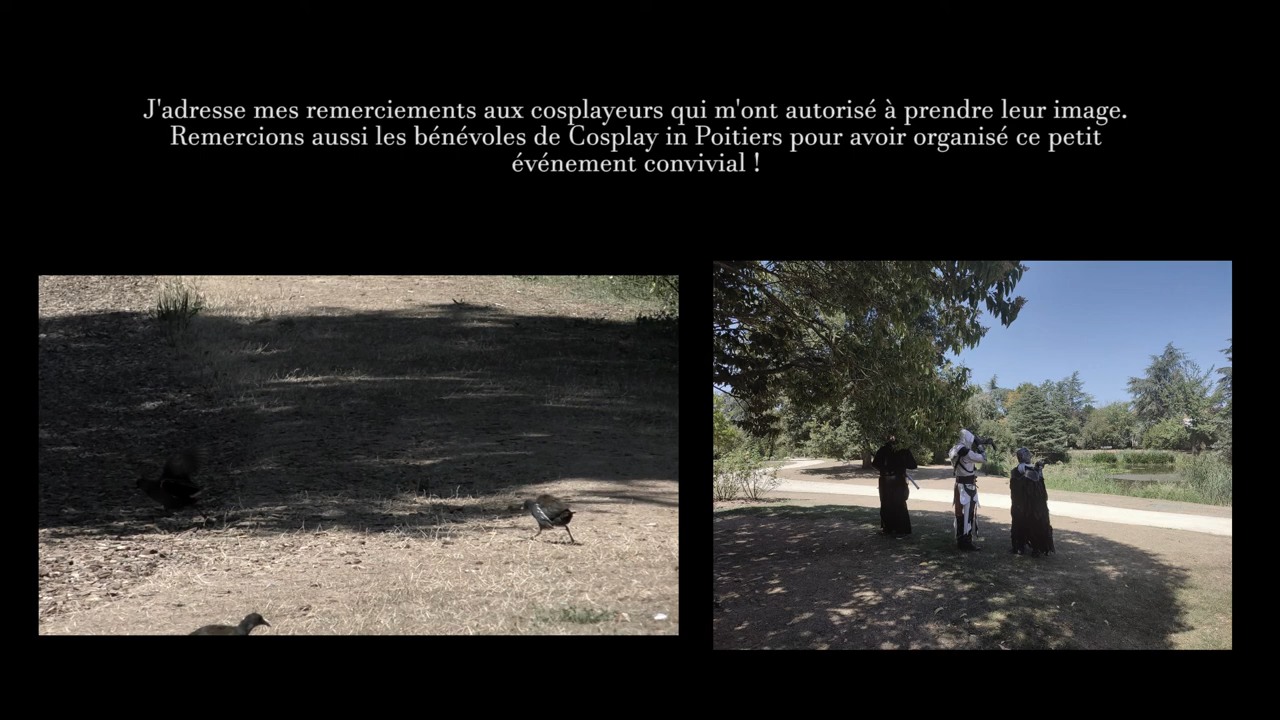 J'adresse mes remerciements aux cosplayeurs qui m'ont autorisé à prendre leur image.
Remercions aussi les bénévoles de Cosplay in Poitiers pour avoir organisé ce petit
événement convivial !